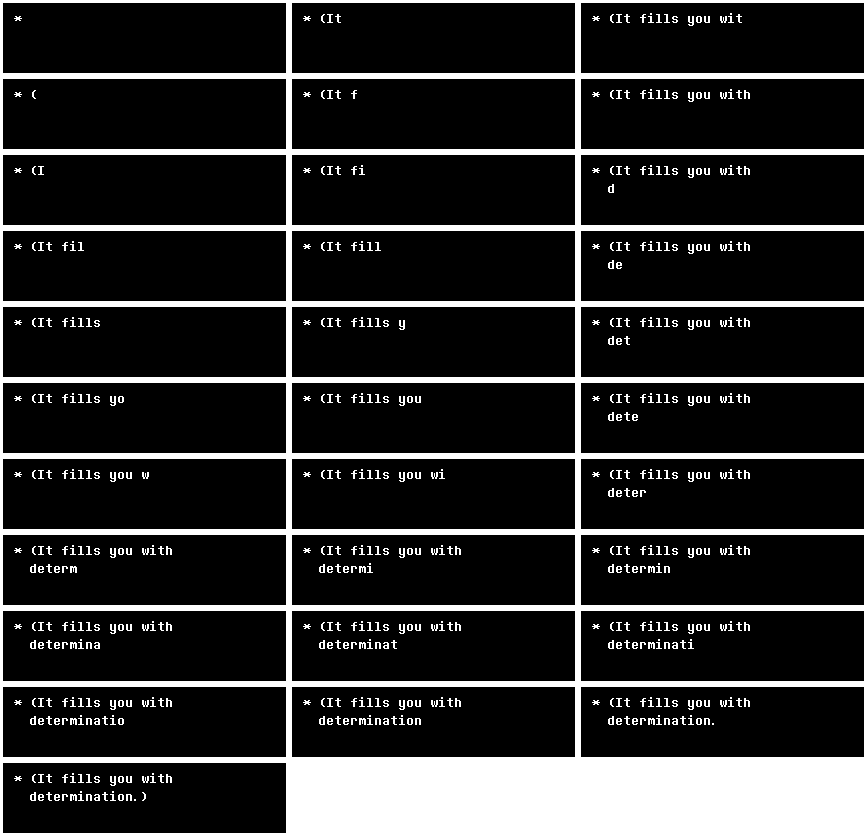 * 
* (It
* (It fills you wit
* (
* (It f
* (It fills you with
* (I
* (It fi
* (It fills you with
d
* (It fil
* (It fill
* (It fills you with
de
* (It fills
* (It fills y
* (It fills you with
det
* (It fills yo
* (It fills you
* (It fills you with
dete
* (It fills you w
* (It fills you wi
* (It fills you with
deter
* (It fills you with
determ
* (It fills you with
determi
* (It fills you with
determin
* (It fills you with
determina
* (It fills you with
determinat
* (It fills you with
determinati
* (It fills you with
determinatio
* (It fills you with
determination
* (It fills you with
determination.
* (It fills you with
determination.)